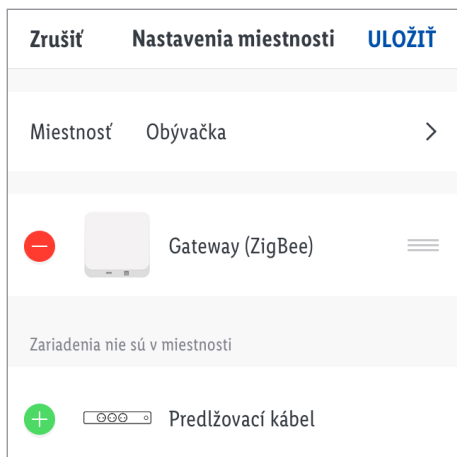 Zrušiť Nastavenia miestnosti ULOŽIŤ
Miestnosť Obývačka
Gateway (ZigBee)
Zariadenia nie sú v miestnosti
Predlžovací kábel